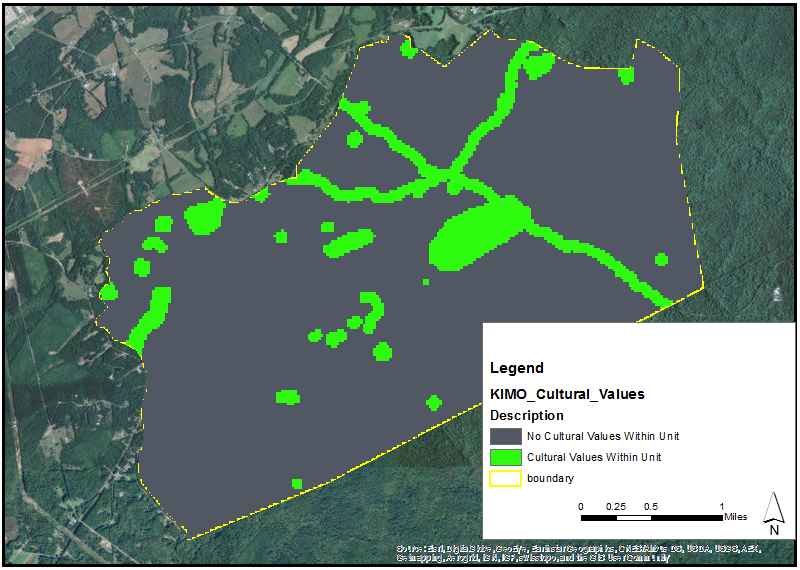 Legend
KIMO_Cultural_Values
Description
No Cultural Values Within Unit
Cultural Values Within Unit
boundary
0 0.25 0.5 1
Miles
N
Source: Esri, DigitalGlobe, GeoEye, Earthstar Geographics, CNES/Airbus DS, USDA, USGS, AEX,
Getmapping, Aerogrid, IGN, IGP, swisstopo, and the GIS User Community